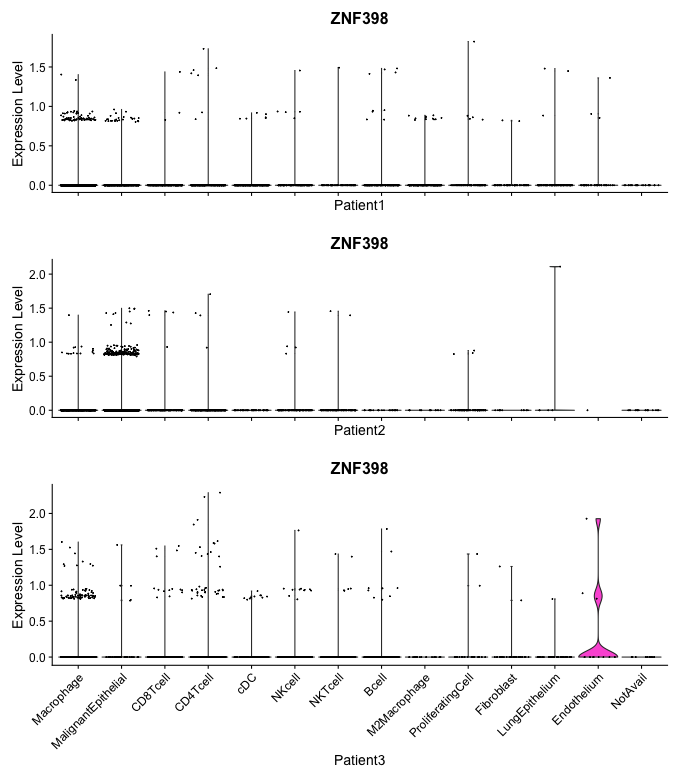 ZNF398
Expression Level
1.5
1.0
0.5
0.0
Patient1
ZNF398
Expression Level
2.0
1.5
1.0
0.5
0.0
Patient2
ZNF398
Expression Level
2.0
1.5
1.0
0.5
0.0
Macrophage
MalignantEpithelial
CD8Tcell
CD4Tcell
cDC
NKcell
NKTcell
Bcell
M2Macrophage
ProliferatingCell
Fibroblast
LungEpithelium
Endothelium
NotAvail
Patient3